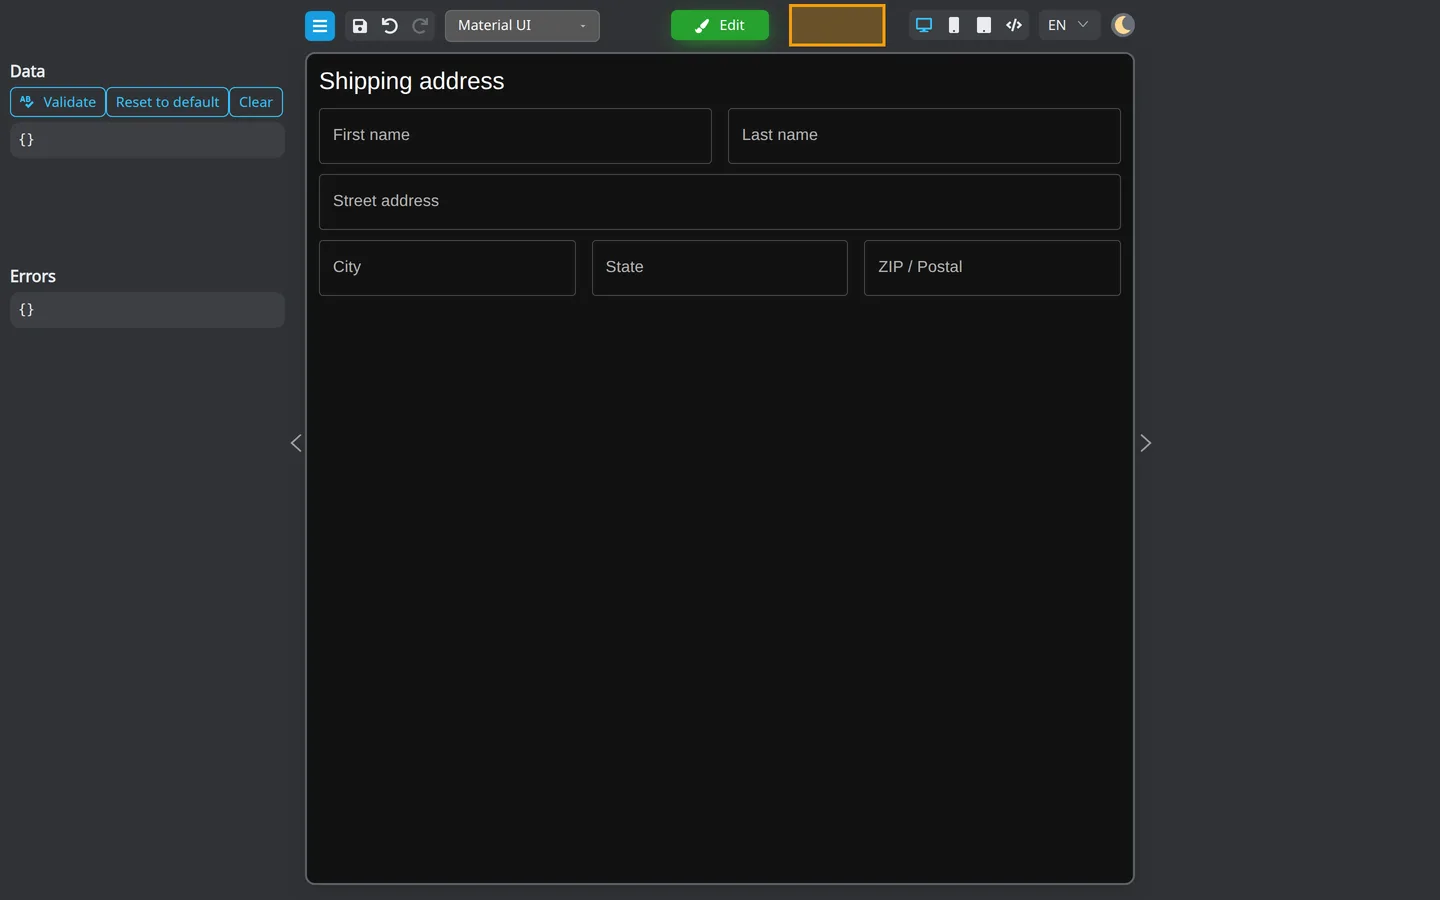 Material UI
Edit
EN
Data
Validate
Reset to default
Clear
{}
Errors
{}
Shipping address
First name
Last name
Street address
City
State
ZIP / Postal